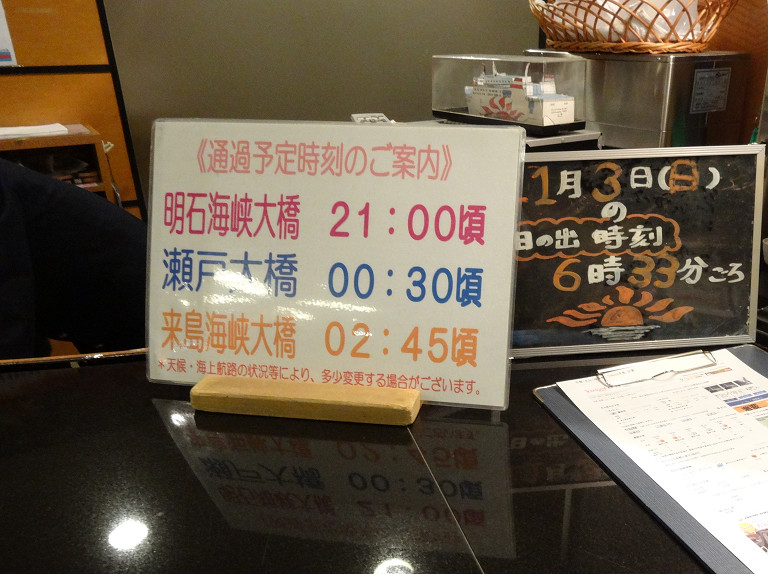 《通過予定時刻のご案内》
明石海峡大橋 21:00頃
瀬戸大橋 00:30頃
来島海峡大橋 02:45頃
*天候・海上航路の状況等により、多少変更する場合がございます。
11月3日(日)
の
日の出 時刻
6時33分ごろ